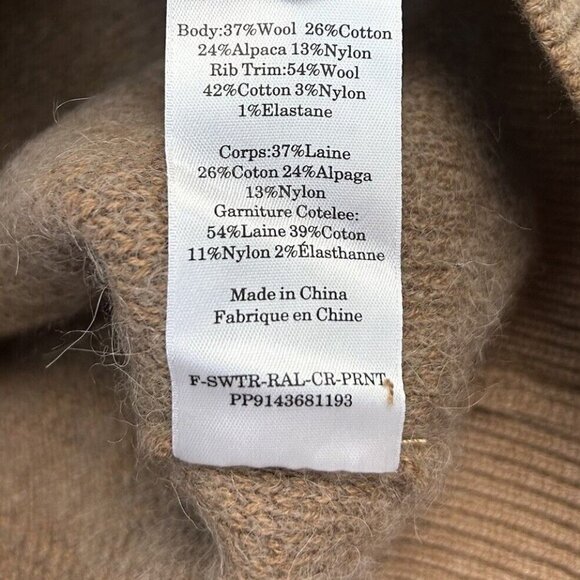 Body:37%Wool 26%Cotton
24%Alpaca 13%Nylon
Rib Trim:54%Wool
42%Cotton 3%Nylon
1%Elastane
Corps:37%Laine
26%Coton 24%Alpaga
13%Nylon
Garniture Cotelee:
54%Laine 39%Coton
11%Nylon 2%Élasthanne
Made in China
Fabrique en Chine
F-SWTR-RAL-CR-PRNT
PP9143681193